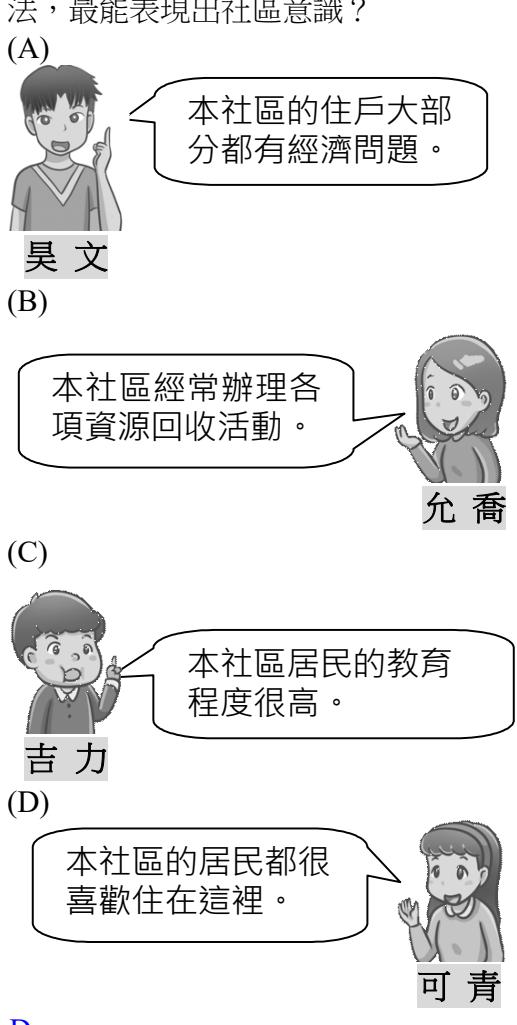 法，最能表現出社區意識？
(A)
本社區的住戶大部
分都有經濟問題。
昊 文
(B)
本社區經常辦理各
項資源回收活動。
允 喬
(C)
本社區居民的教育
程度很高。
吉 力
(D)
本社區的居民都很
喜歡住在這裡。
可 青
D